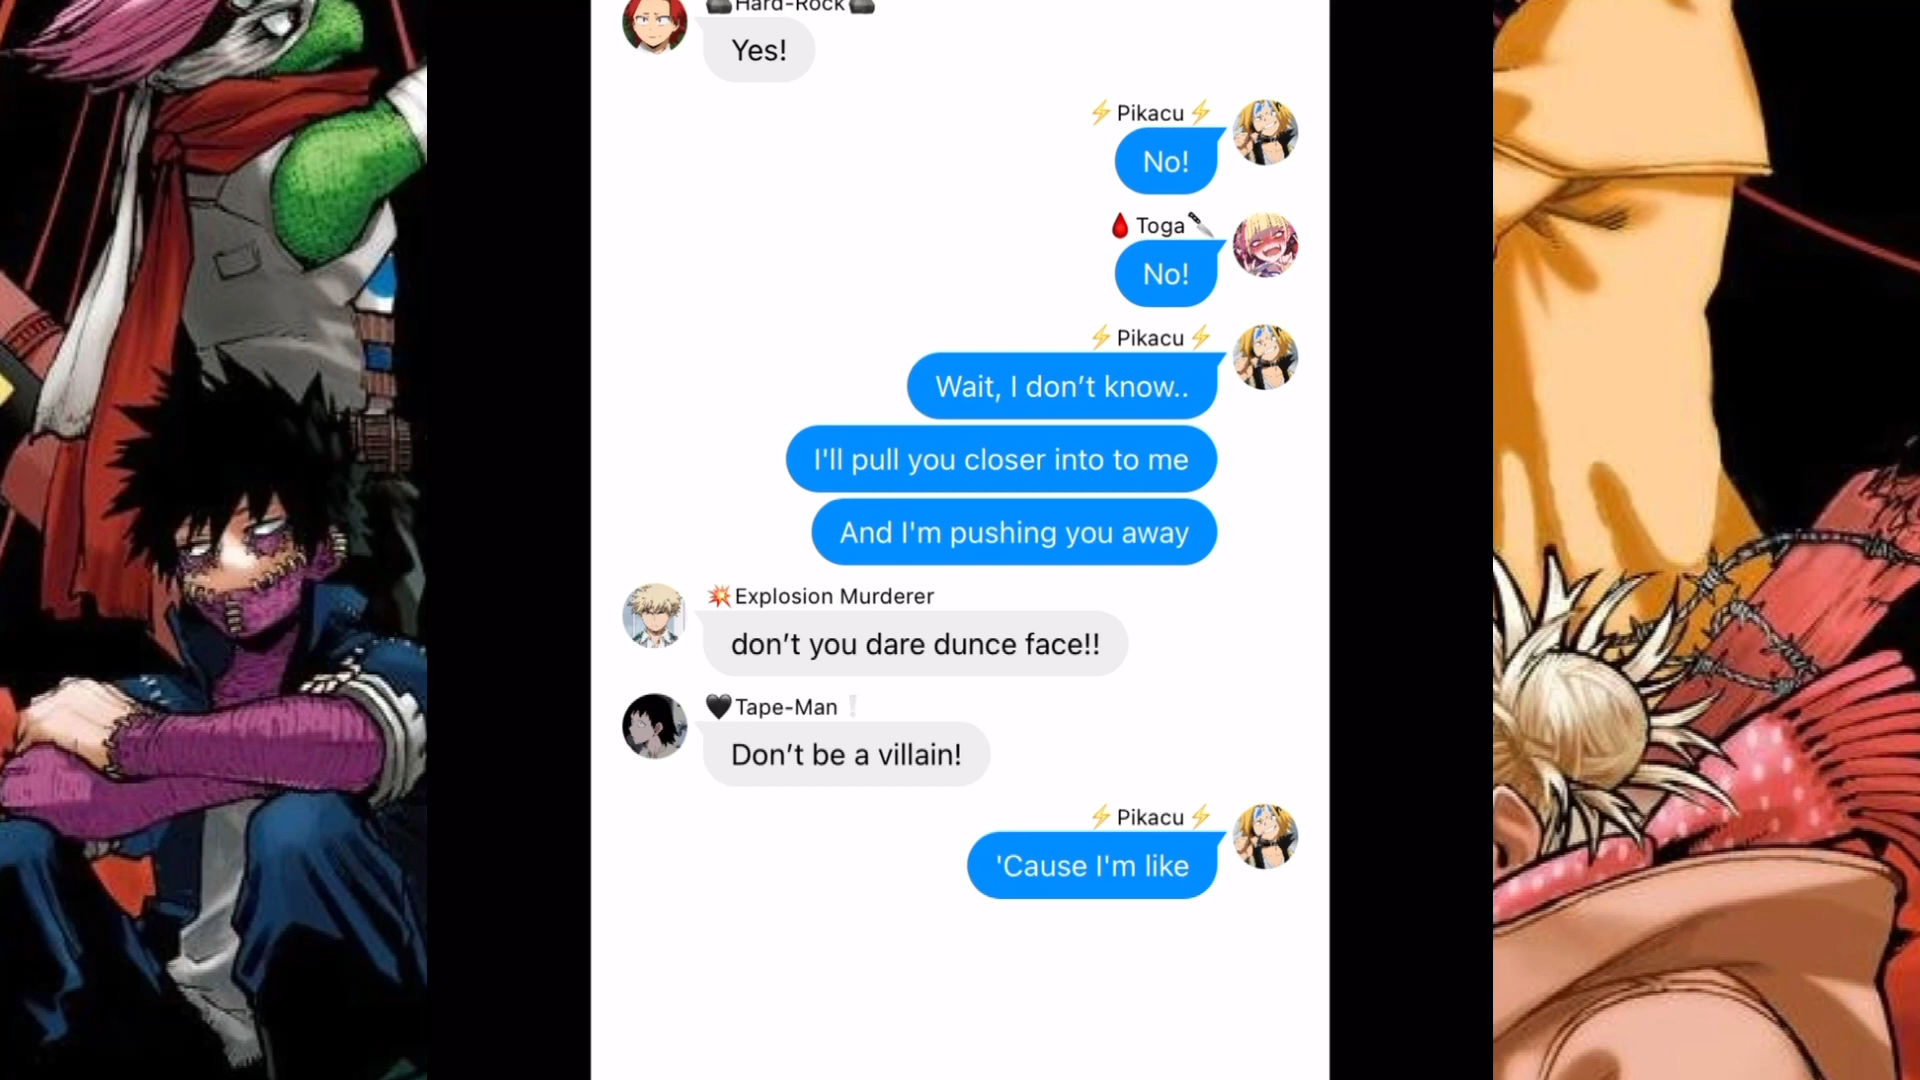 Hard-Rock
Yes!
⚡Pikacu⚡
No!
🩸Toga🔪
No!
⚡Pikacu⚡
Wait, I don’t know..
I'll pull you closer into to me
And I'm pushing you away
💥Explosion Murderer
don’t you dare dunce face!!
🖤Tape-Man❕
Don’t be a villain!
⚡Pikacu⚡
'Cause I'm like